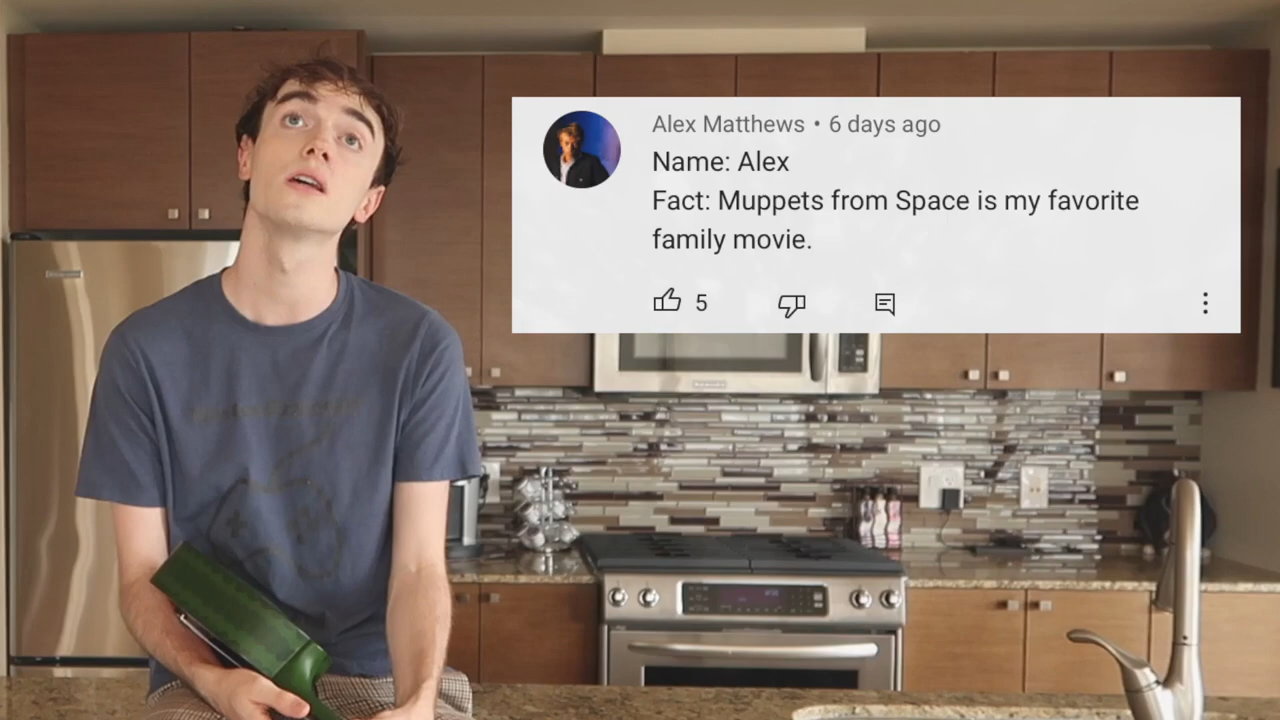 Alex Matthews • 6 days ago
Name: Alex
Fact: Muppets from Space is my favorite
family movie.
5